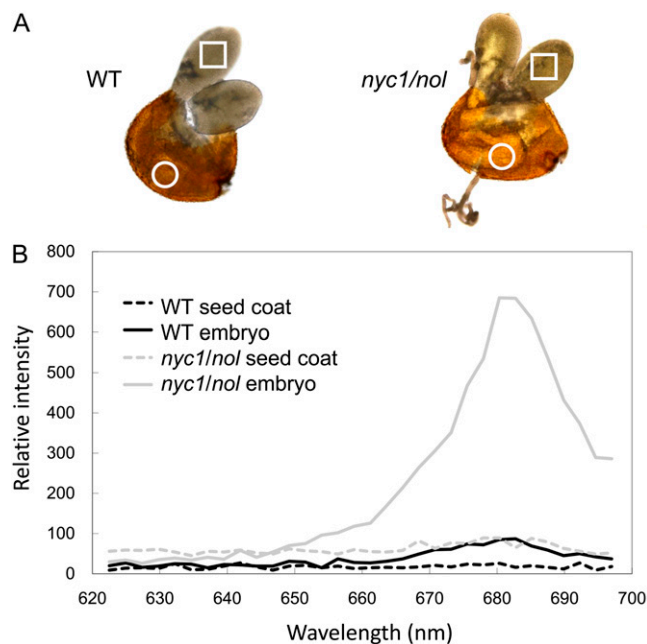 A
WT
nyc1/nol
B
800
700
600
500
400
300
200
100
0
Relative intensity
WT seed coat
WT embryo
nyc1/nol seed coat
nyc1/nol embryo
620 630 640 650 660 670 680 690 700
Wavelength (nm)